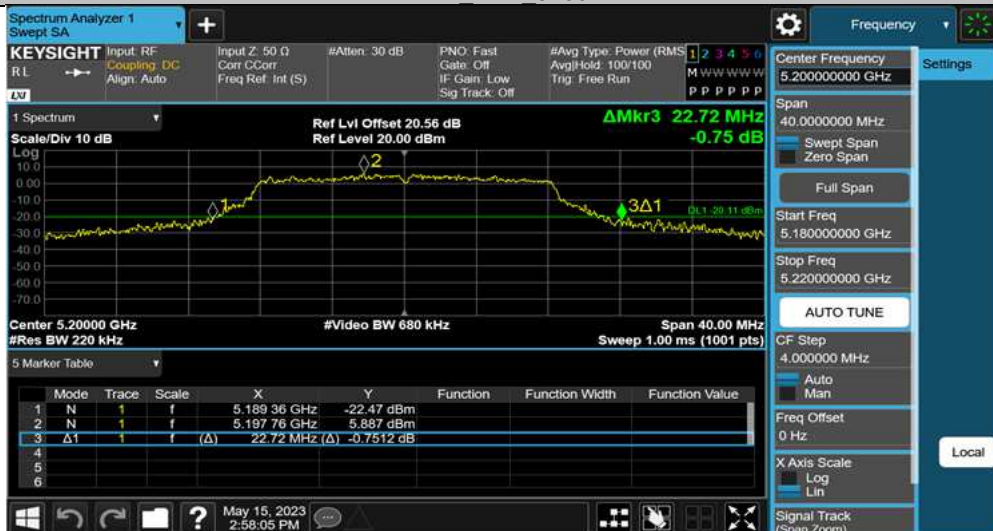 Spectrum Analyzer 1
Swept SA
Frequency
KEYSIGHT
RL
LXI
Input: RF
Coupling: DC
Align: Auto
Input Z: 50 Ω
Corr CCorr
Freq Ref: Int (S)
#Atten: 30 dB
PNO: Fast
Gate: Off
IF Gain: Low
Sig Track: Off
#Avg Type: Power (RMS
Avg|Hold: 100/100
Trig: Free Run
1 2 3 4 5 6
M W W W W W
P P P P P P
1 Spectrum
Scale/Div 10 dB
Ref Lvl Offset 20.56 dB
Ref Level 20.00 dBm
ΔMkr3 22.72 MHz
-0.75 dB
Log
10.0
0.00
-10.0
-20.0
-30.0
-40.0
-50.0
-60.0
-70.0
1
2
3Δ1
DL1 -20.11 dBm
Center 5.20000 GHz
#Res BW 220 kHz
#Video BW 680 kHz
Span 40.00 MHz
Sweep 1.00 ms (1001 pts)
5 Marker Table
Mode Trace Scale X Y Function Function Width Function Value
1 N 1 f 5.189 36 GHz -22.47 dBm
2 N 1 f 5.197 76 GHz 5.887 dBm
3 Δ1 1 f (Δ) 22.72 MHz (Δ) -0.7512 dB
4
5
6
May 15, 2023
2:58:05 PM
Center Frequency
5.200000000 GHz
Span
40.0000000 MHz
Swept Span
Zero Span
Full Span
Start Freq
5.180000000 GHz
Stop Freq
5.220000000 GHz
AUTO TUNE
CF Step
4.000000 MHz
Auto
Man
Freq Offset
0 Hz
X Axis Scale
Log
Lin
Signal Track
(Span Zoom)
Settings
Local